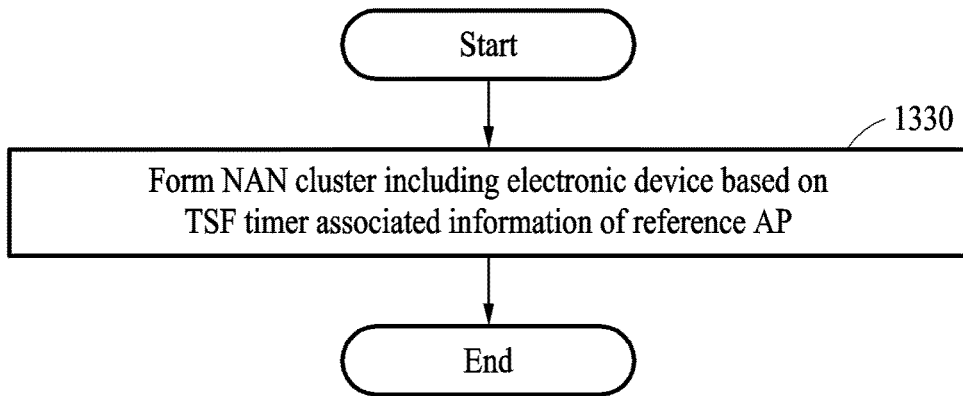 Start
1330
Form NAN cluster including electronic device based on
TSF timer associated information of reference AP
End